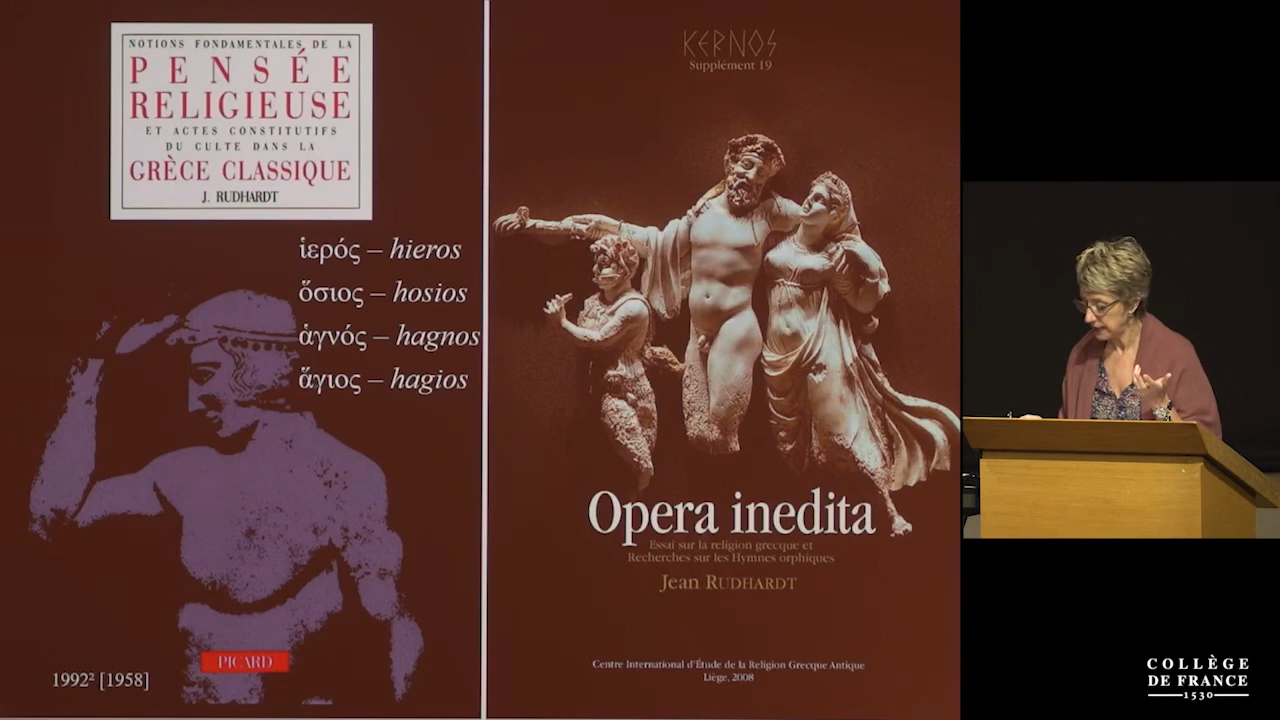 NOTIONS FONDAMENTALES DE LA
PENSÉE
RELIGIEUSE
ET ACTES CONSTITUTIFS
DU CULTE DANS LA
GRÈCE CLASSIQUE
J. RUDHARDT
ἱερός – hieros
ὅσιος – hosios
ἁγνός – hagnos
ἅγιος – hagios
PICARD
1992² [1958]
KERNOS
Supplément 19
Opera inedita
Essai sur la religion grecque et
Recherches sur les Hymnes orphiques
Jean RUDHARDT
Centre International d'Étude de la Religion Grecque Antique
Liège, 2008
COLLÈGE
DE FRANCE
1530